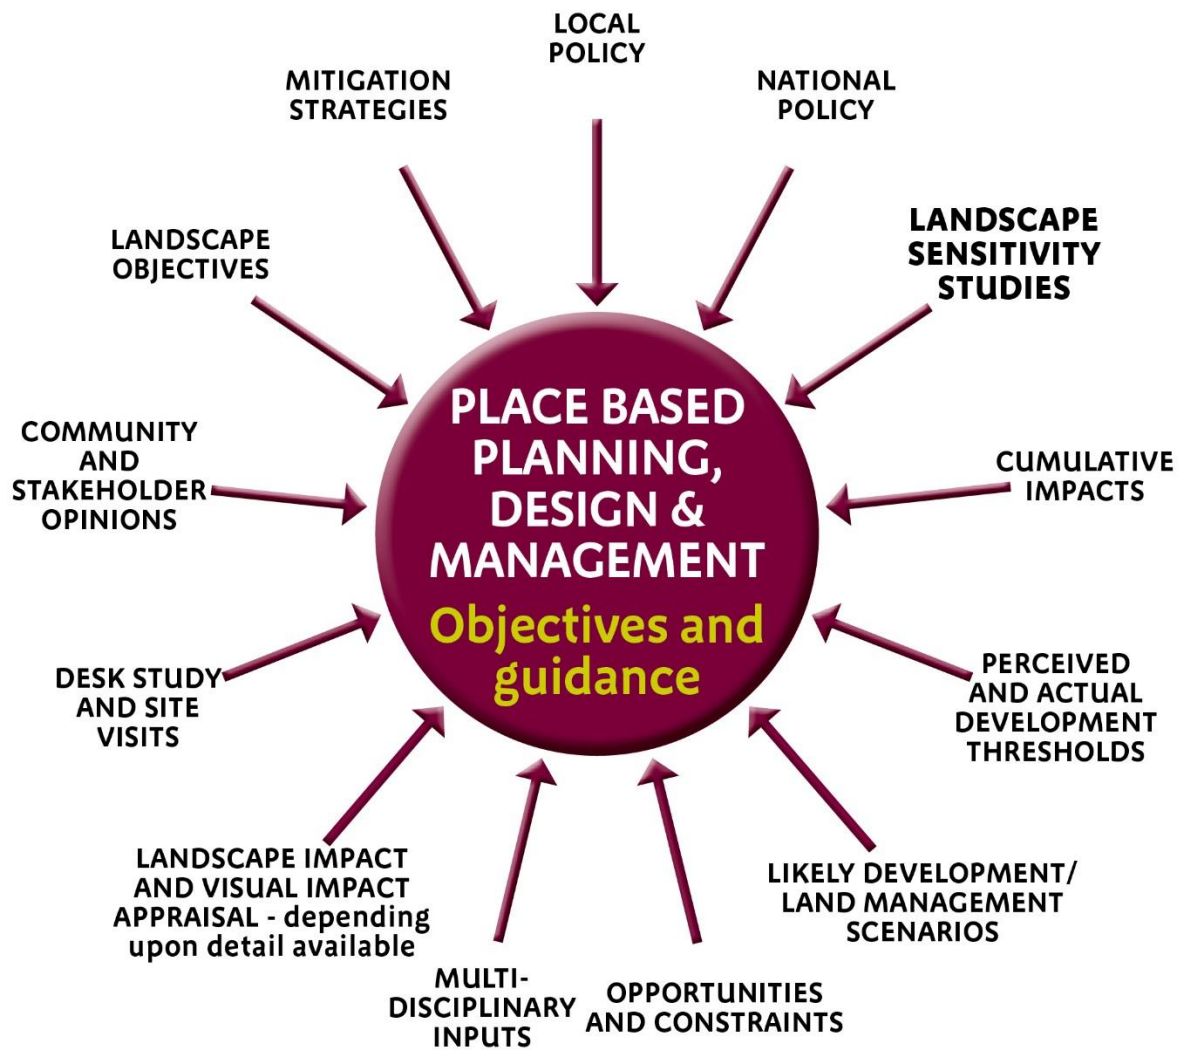 LOCAL
POLICY
NATIONAL
POLICY
LANDSCAPE
SENSITIVITY
STUDIES
CUMULATIVE
IMPACTS
PERCEIVED
AND ACTUAL
DEVELOPMENT
THRESHOLDS
LIKELY DEVELOPMENT/
LAND MANAGEMENT
SCENARIOS
OPPORTUNITIES
AND CONSTRAINTS
MULTI-
DISCIPLINARY
INPUTS
LANDSCAPE IMPACT
AND VISUAL IMPACT
APPRAISAL - depending
upon detail available
DESK STUDY
AND SITE
VISITS
COMMUNITY
AND
STAKEHOLDER
OPINIONS
LANDSCAPE
OBJECTIVES
MITIGATION
STRATEGIES
PLACE BASED
PLANNING,
DESIGN &
MANAGEMENT
Objectives and
guidance